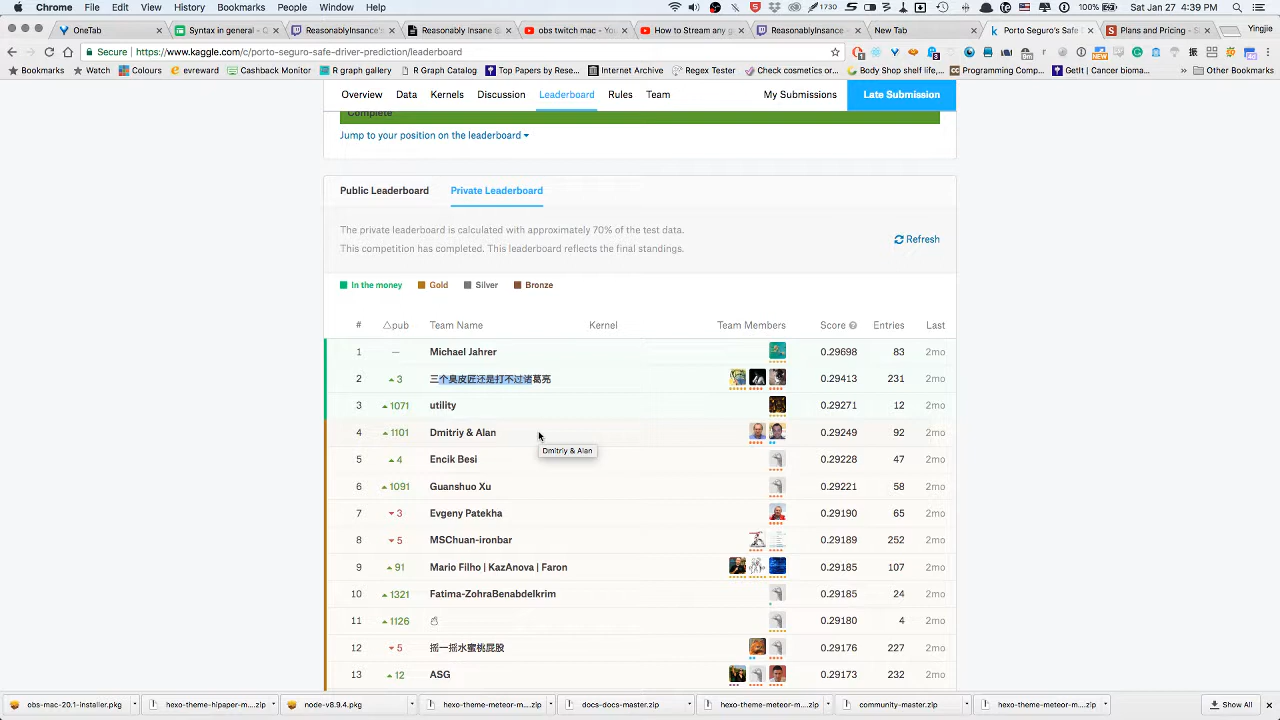 Chrome File Edit View History Bookmarks People Window Help 1730 100% Sat Jan 27
OneTab Syntax in general - G ReasonablyInsane Reasonably Insane obs twitch mac How to Stream any g ReasonablyInsane New Tab Porto Seguro's Safe Plans and Pricing Yingjie
Secure https://www.kaggle.com/c/porto-seguro-safe-driver-prediction/leaderboard
Bookmarks Watch Colours evreward Cashback Monitor R graph gallery R Graph Catalog Top Papers by Rese... Internet Archive Regex Tester Check cosmetics or... Body Shop shelf life Programming Comp... GetIt | Cancer bioma... » Other Bookmarks
Overview Data Kernels Discussion Leaderboard Rules Team My Submissions Late Submission
Complete
Jump to your position on the leaderboard
Public Leaderboard Private Leaderboard
The private leaderboard is calculated with approximately 70% of the test data.
This competition has completed. This leaderboard reflects the final standings.
Refresh
In the money Gold Silver Bronze
# △pub Team Name Kernel Team Members Score Entries Last
1 — Michael Jahrer 0.29698 83 2mo
2 3 三个臭皮匠还是打不过诸葛亮 0.29413 231 2mo
3 1071 utility 0.29271 12 2mo
4 1101 Dmitriy & Alan 0.29249 92 2mo
Dmitriy & Alan
5 4 Encik Besi 0.29228 47 2mo
6 1091 Guanshuo Xu 0.29221 58 2mo
7 3 Evgeny Patekha 0.29190 65 2mo
8 5 MSChuan-ironbar 0.29189 252 2mo
9 91 Mario Filho | Kazanova | Faron 0.29185 107 2mo
10 1321 Fatima-ZohraBenabdelkrim 0.29185 24 2mo
11 1126 0.29180 4 2mo
12 5 0.29176 227 2mo
13 12 ASG 0.29173 232 2mo
obs-mac-20...installer.pkg hexo-theme-meteor-m....zip node-v8.9.4.pkg hexo-theme-meteor-m....zip docs-docs-master.zip hexo-theme-meteor-m....zip community-master.zip hexo-theme-meteor-m....zip Show All